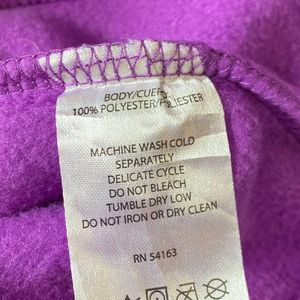 BODY/CUERPO
100% POLYESTER/POLIESTER
MACHINE WASH COLD
SEPARATELY
DELICATE CYCLE
DO NOT BLEACH
TUMBLE DRY LOW
DO NOT IRON OR DRY CLEAN
RN 54163